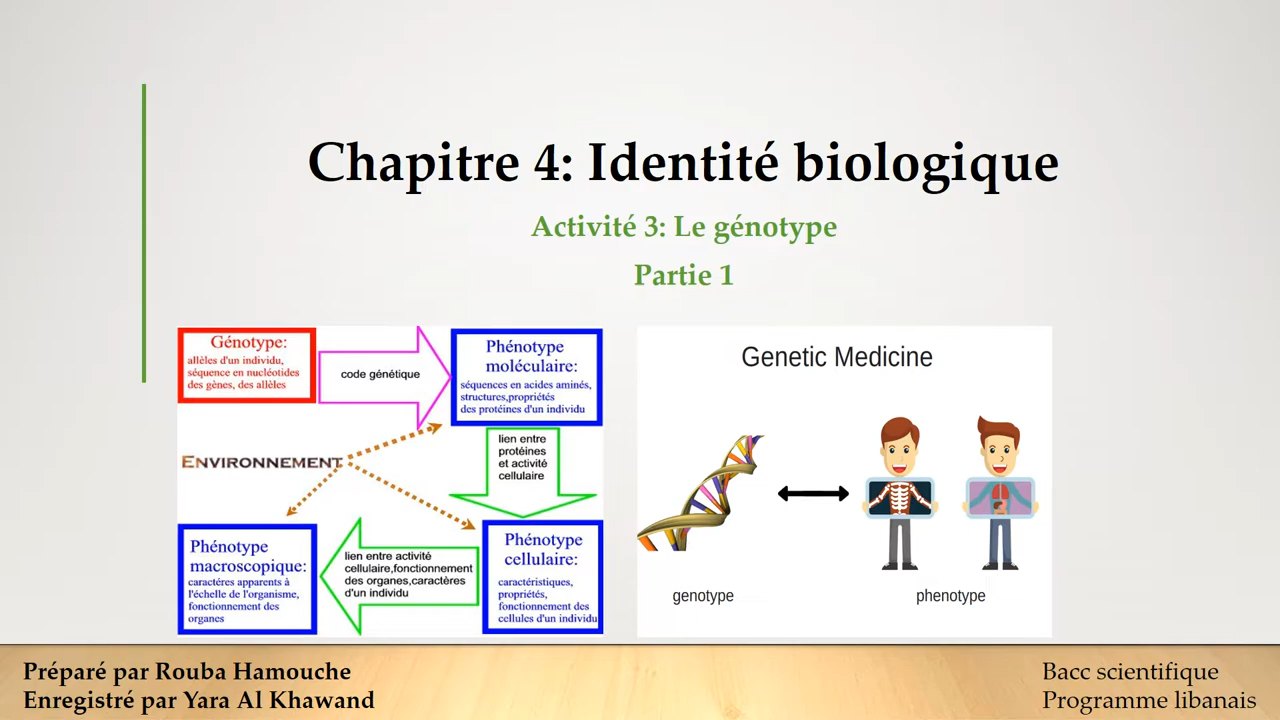 Chapitre 4: Identité biologique
Activité 3: Le génotype
Partie 1
Génotype:
allèles d'un individu,
séquence en nucléotides
des gènes, des allèles
code génétique
Phénotype
moléculaire:
séquences en acides aminés,
structures,propriétés
des protéines d'un individu
lien entre
protéines
et activité
cellulaire
ENVIRONNEMENT
Phénotype
macroscopique:
caractéres apparents à
l'échelle de l'organisme,
fonctionnement des
organes
lien entre activité
cellulaire,fonctionnement
des organes,caractères
d'un individu
Phénotype
cellulaire:
caractéristiques,
propriétés,
fonctionnement des
cellules d'un individu
Genetic Medicine
genotype
phenotype
Préparé par Rouba Hamouche
Enregistré par Yara Al Khawand
Bacc scientifique
Programme libanais